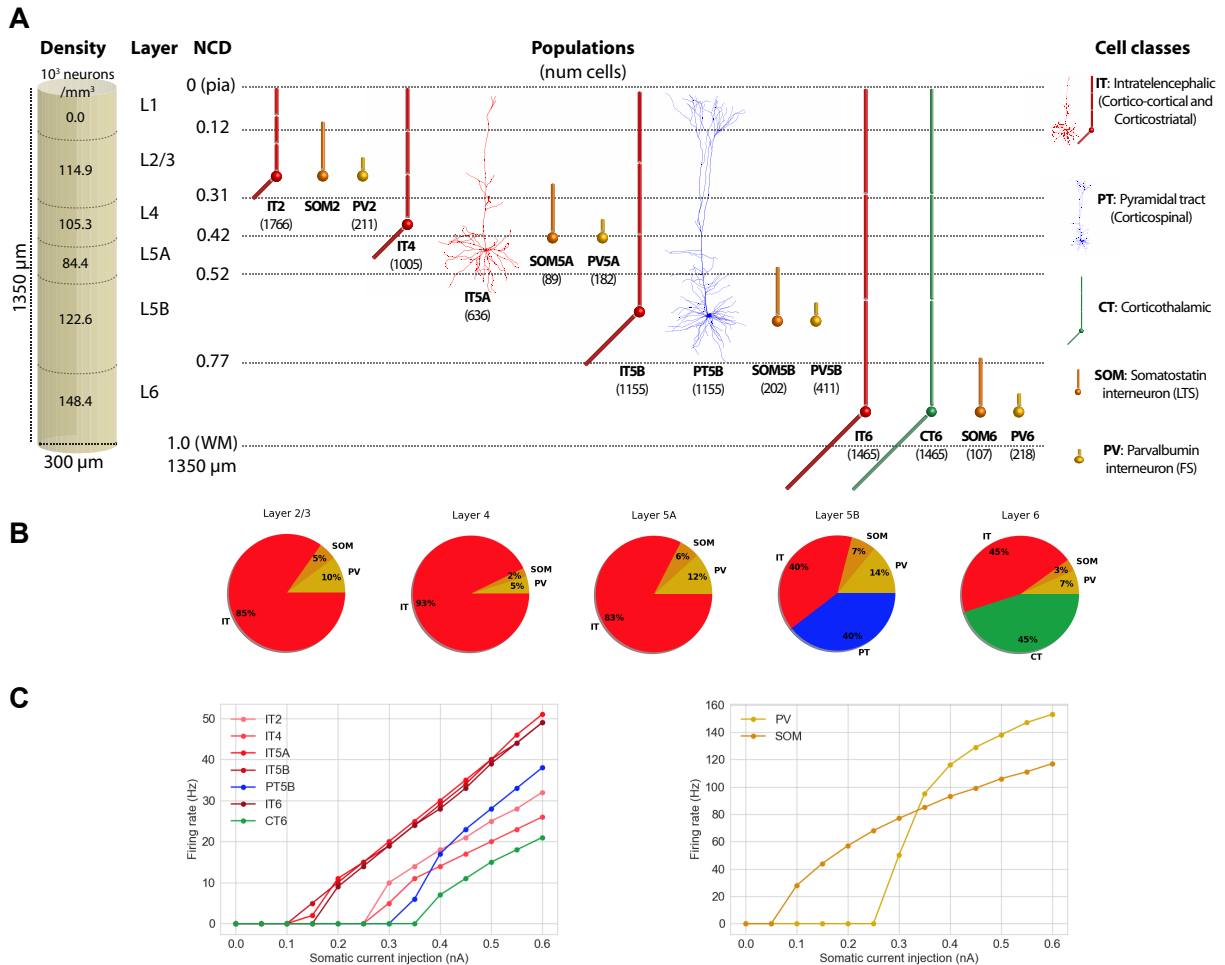 A
Density
Layer
NCD
Populations
(num cells)
Cell classes
10³ neurons
/mm³
0.0
114.9
105.3
84.4
122.6
148.4
1350 µm
300 µm
L1
L2/3
L4
L5A
L5B
L6
0 (pia)
0.12
0.31
0.42
0.52
0.77
1.0 (WM)
1350 µm
IT2
(1766)
SOM2
PV2
(211)
IT4
(1005)
IT5A
(636)
SOM5A
(89)
PV5A
(182)
IT5B
(1155)
PT5B
(1155)
SOM5B
(202)
PV5B
(411)
IT6
(1465)
CT6
(1465)
SOM6
(107)
PV6
(218)
IT: Intratelencephalic
(Cortico-cortical and
Corticostriatal)
PT: Pyramidal tract
(Corticospinal)
CT: Corticothalamic
SOM: Somatostatin
interneuron (LTS)
PV: Parvalbumin
interneuron (FS)
B
Layer 2/3
SOM
5%
PV
10%
IT
85%
Layer 4
SOM
2%
PV
5%
IT
93%
Layer 5A
SOM
6%
PV
12%
IT
83%
Layer 5B
IT
40%
SOM
7%
PV
14%
40%
PT
Layer 6
IT
45%
SOM
3%
PV
7%
45%
CT
C
Firing rate (Hz)
50
40
30
20
10
0
IT2
IT4
IT5A
IT5B
PT5B
IT6
CT6
0.0 0.1 0.2 0.3 0.4 0.5 0.6
Somatic current injection (nA)
Firing rate (Hz)
160
140
120
100
80
60
40
20
0
PV
SOM
0.0 0.1 0.2 0.3 0.4 0.5 0.6
Somatic current injection (nA)